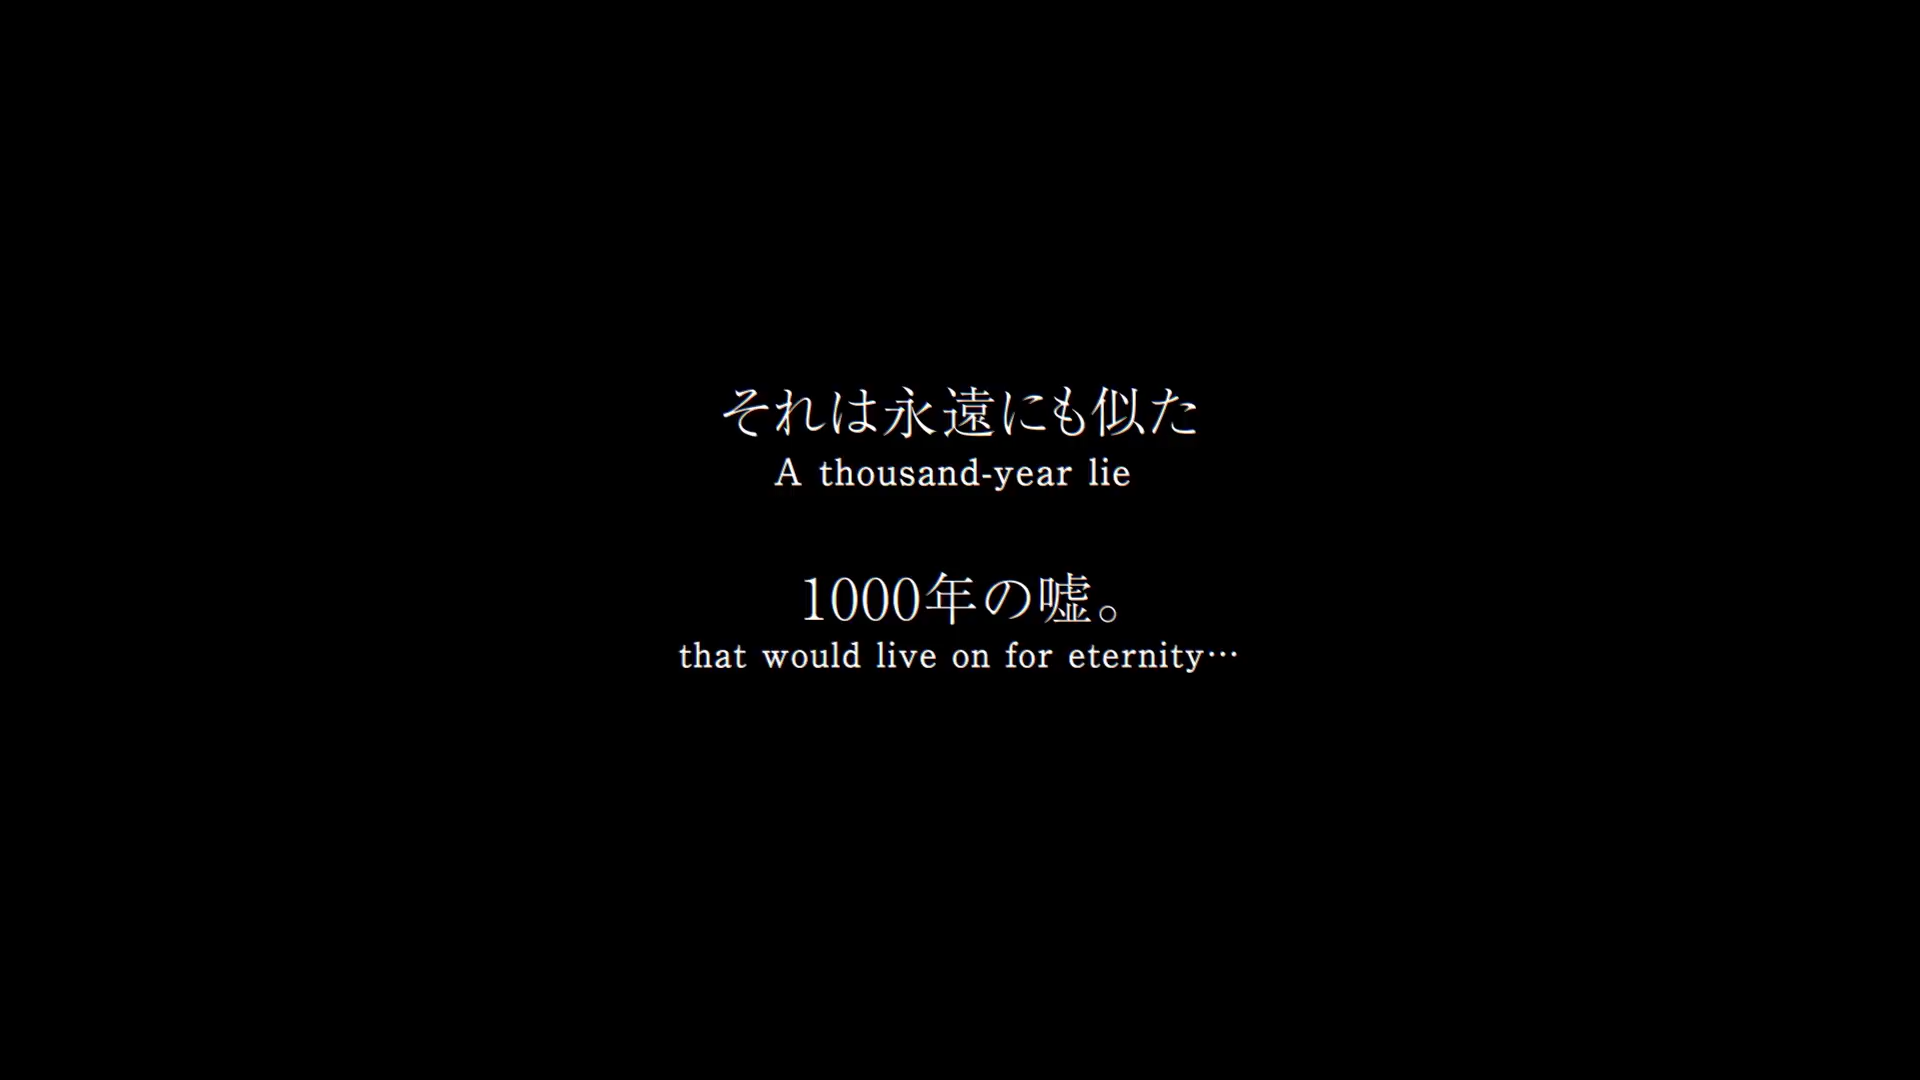 それは永遠にも似た
A thousand-year lie
1000年の嘘。
that would live on for eternity…